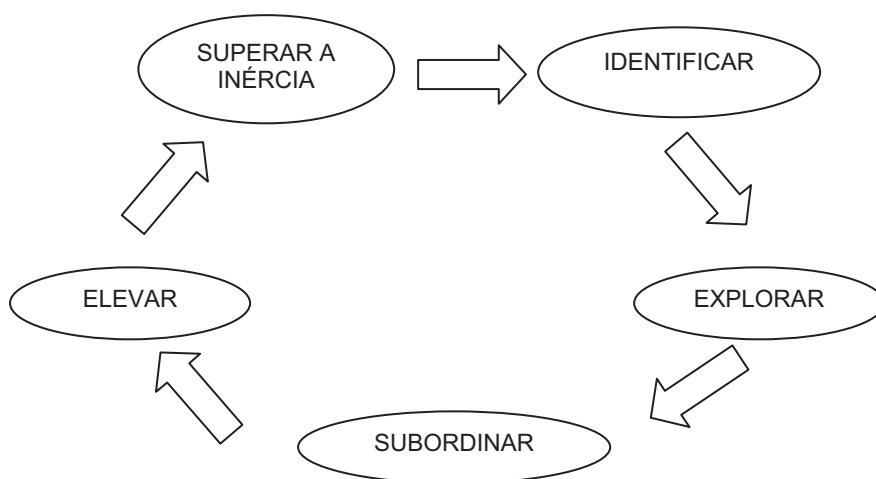 SUPERAR A
INÉRCIA
IDENTIFICAR
EXPLORAR
SUBORDINAR
ELEVAR